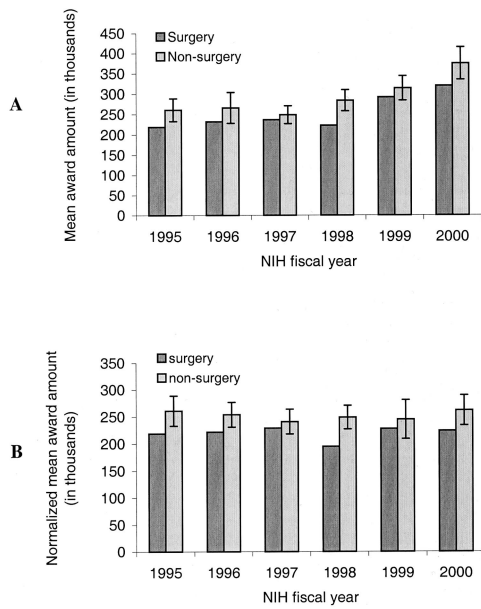 A
Mean award amount (in thousands)
450
400
350
300
250
200
150
100
50
0
Surgery
Non-surgery
1995 1996 1997 1998 1999 2000
NIH fiscal year
B
Normalized mean award amount
(in thousands)
350
300
250
200
150
100
50
0
surgery
non-surgery
1995 1996 1997 1998 1999 2000
NIH fiscal year